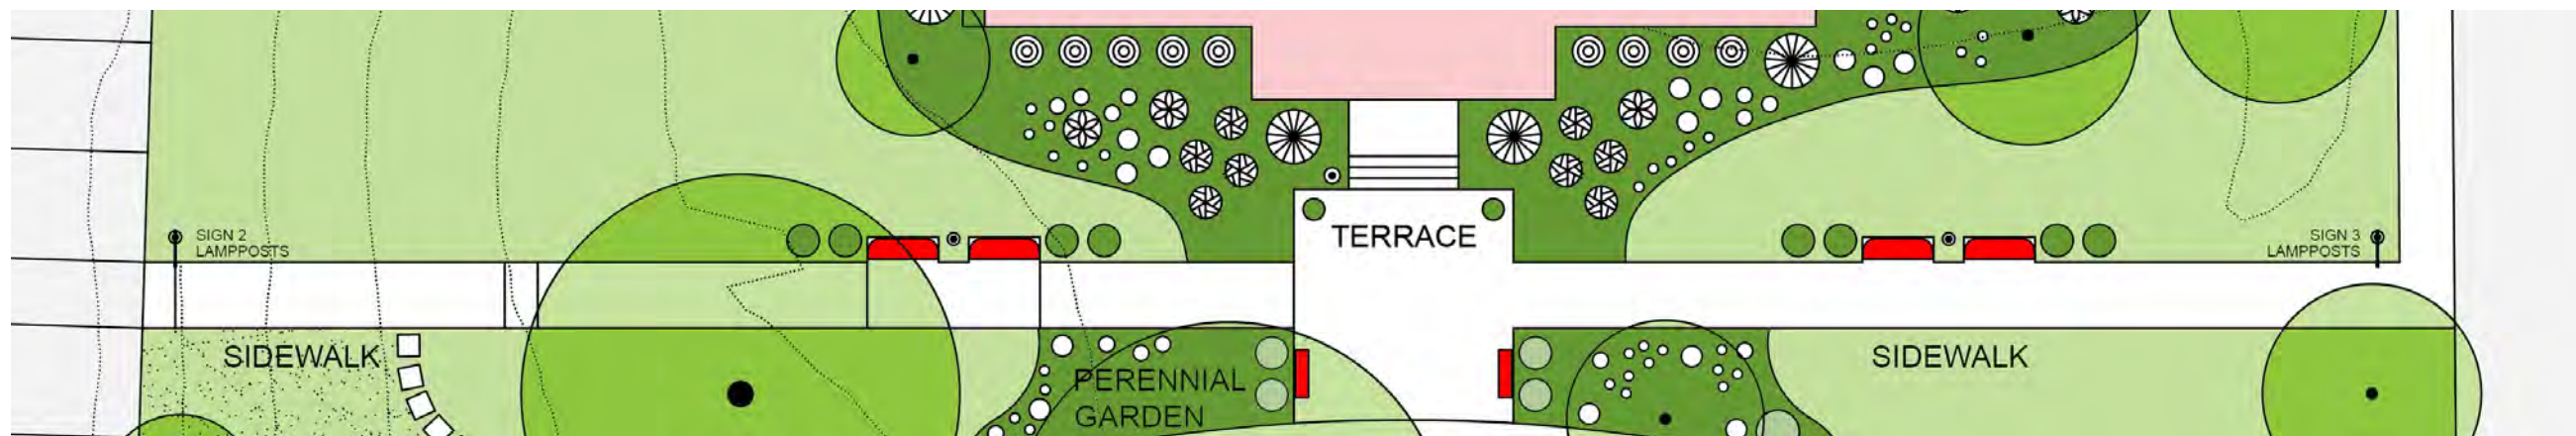 TERRACE
SIGN 2
LAMPPOSTS
SIGN 3
LAMPPOSTS
SIDEWALK
PERENNIAL
GARDEN
SIDEWALK